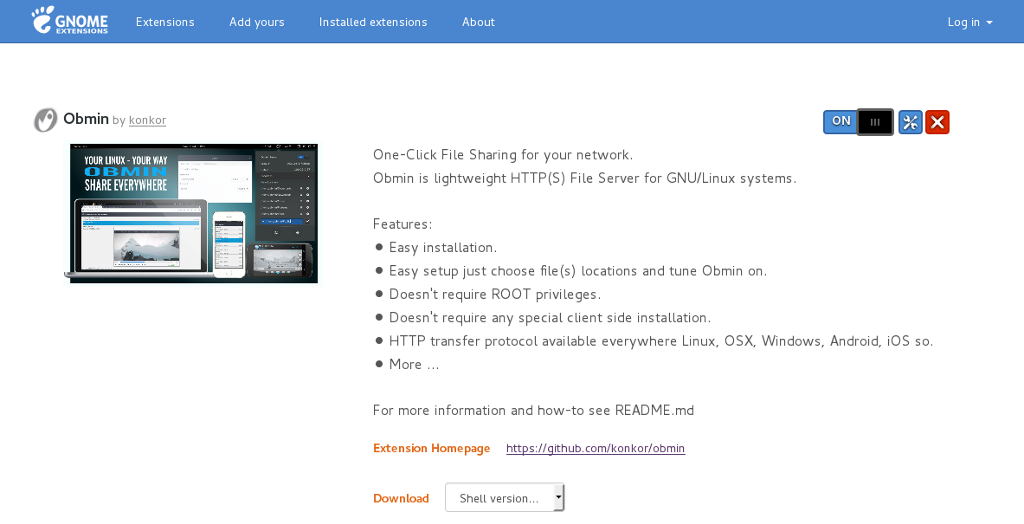 GNOME
EXTENSIONS
Extensions
Add yours
Installed extensions
About
Log in
Obmin by konkor
ON
YOUR LINUX - YOUR WAY
OBMIN
SHARE EVERYWHERE
One-Click File Sharing for your network.
Obmin is lightweight HTTP(S) File Server for GNU/Linux systems.
Features:
● Easy installation.
● Easy setup just choose file(s) locations and tune Obmin on.
● Doesn't require ROOT privileges.
● Doesn't require any special client side installation.
● HTTP transfer protocol available everywhere Linux, OSX, Windows, Android, iOS so.
● More ...
For more information and how-to see README.md
Extension Homepage https://github.com/konkor/obmin
Download Shell version...